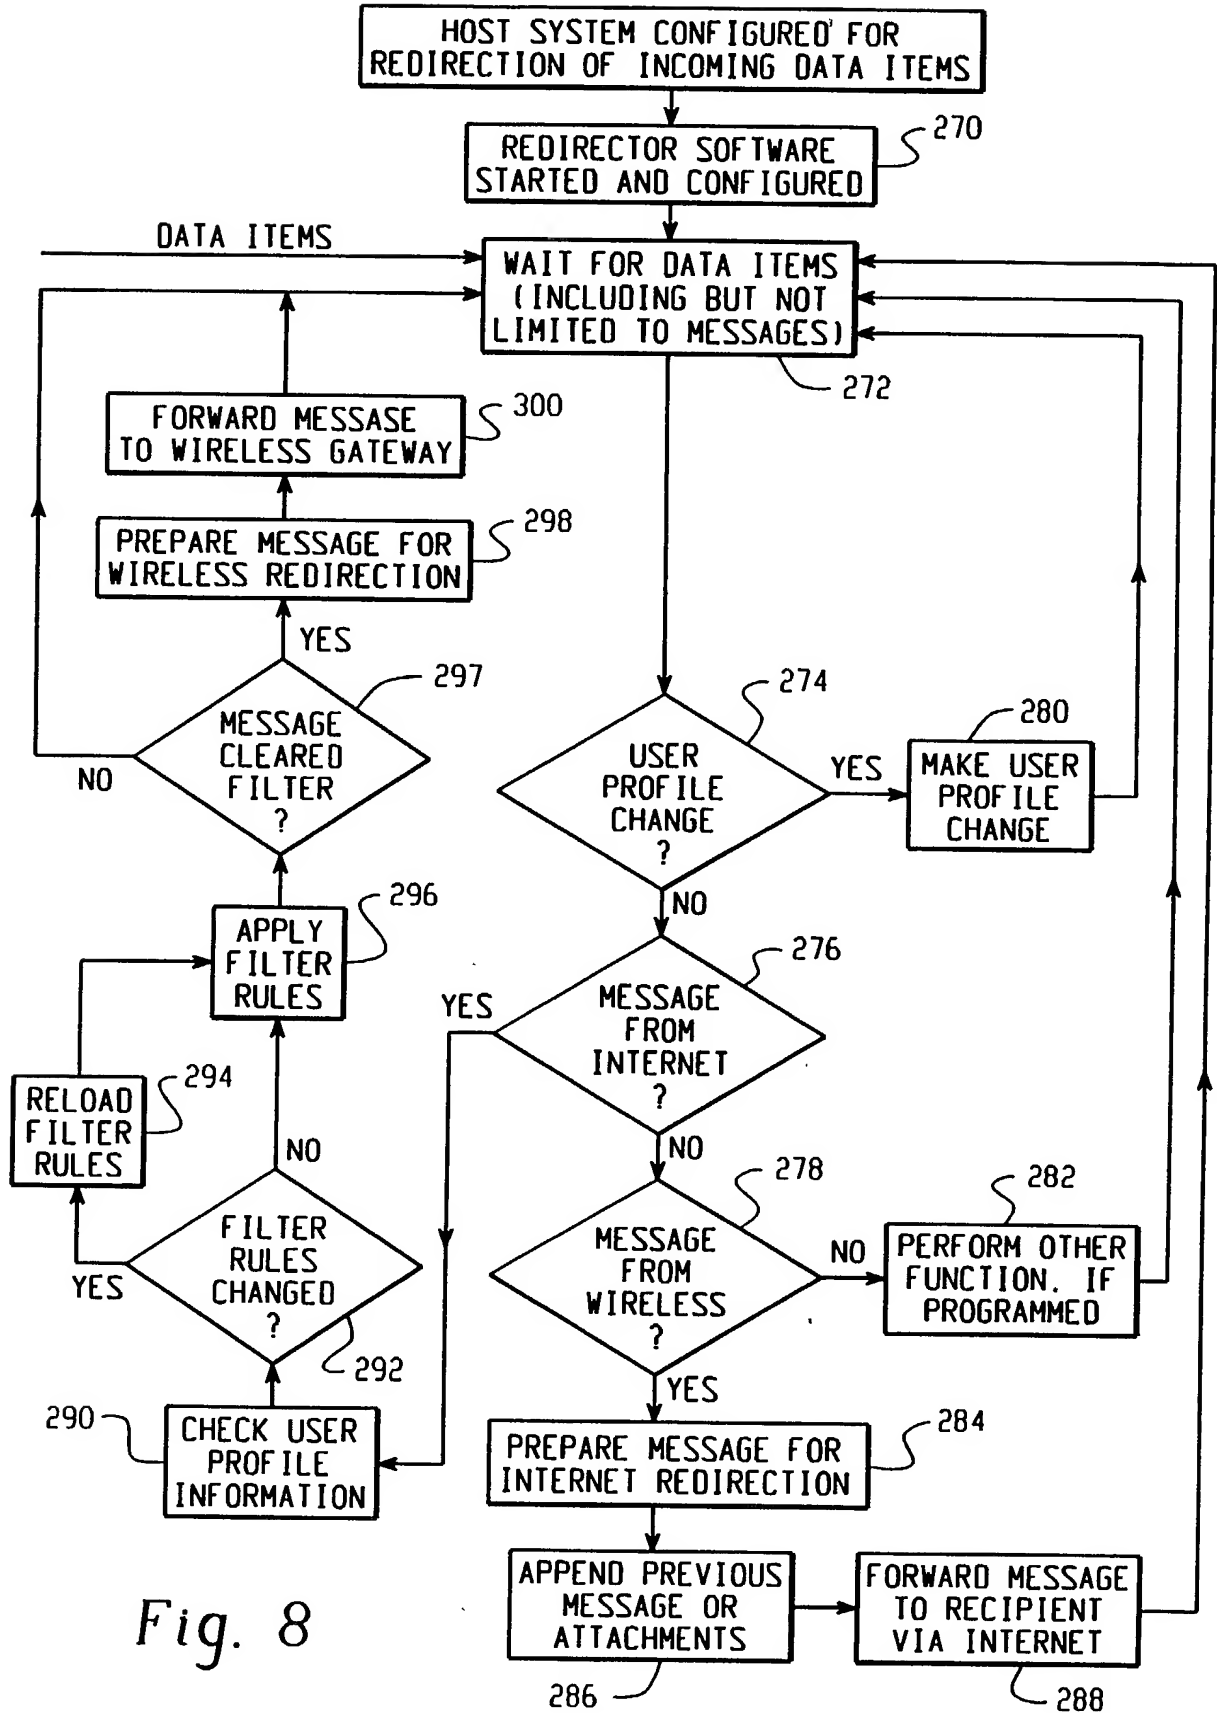 HOST SYSTEM CONFIGURED FOR
REDIRECTION OF INCOMING DATA ITEMS
270
REDIRECTOR SOFTWARE
STARTED AND CONFIGURED
DATA ITEMS
WAIT FOR DATA ITEMS
(INCLUDING BUT NOT
LIMITED TO MESSAGES)
272
300
FORWARD MESSASE
TO WIRELESS GATEWAY
298
PREPARE MESSAGE FOR
WIRELESS REDIRECTION
YES
297
MESSAGE
CLEARED
FILTER
?
NO
274
USER
PROFILE
CHANGE
?
YES
280
MAKE USER
PROFILE
CHANGE
NO
296
APPLY
FILTER
RULES
276
MESSAGE
FROM
INTERNET
?
YES
294
RELOAD
FILTER
RULES
NO
NO
278
MESSAGE
FROM
WIRELESS
?
NO
282
PERFORM OTHER
FUNCTION. IF
PROGRAMMED
FILTER
RULES
CHANGED
?
YES
292
YES
290
CHECK USER
PROFILE
INFORMATION
284
PREPARE MESSAGE FOR
INTERNET REDIRECTION
APPEND PREVIOUS
MESSAGE OR
ATTACHMENTS
286
FORWARD MESSAGE
TO RECIPIENT
VIA INTERNET
288
Fig. 8